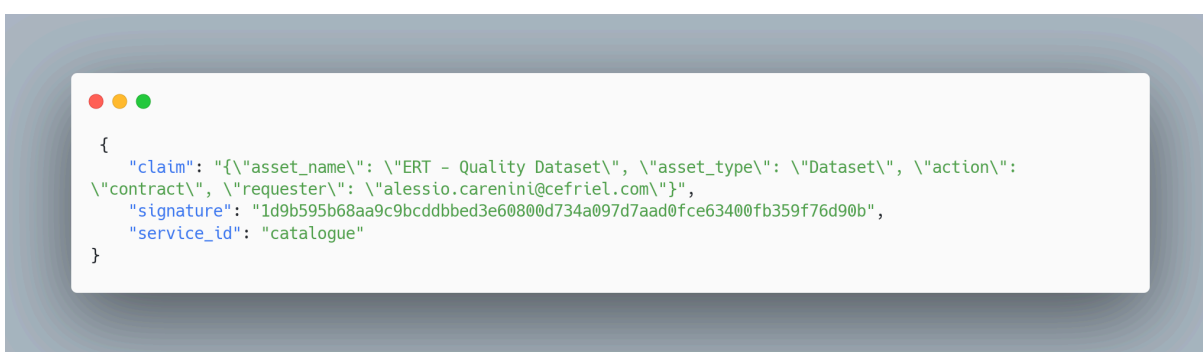 {
"claim": "{\"asset_name\": \"ERT - Quality Dataset\", \"asset_type\": \"Dataset\", \"action\":
\"contract\", \"requester\": \"alessio.carenini@cefriel.com\"}",
"signature": "1d9b595b68aa9c9bcddbbed3e60800d734a097d7aad0fce63400fb359f76d90b",
"service_id": "catalogue"
}